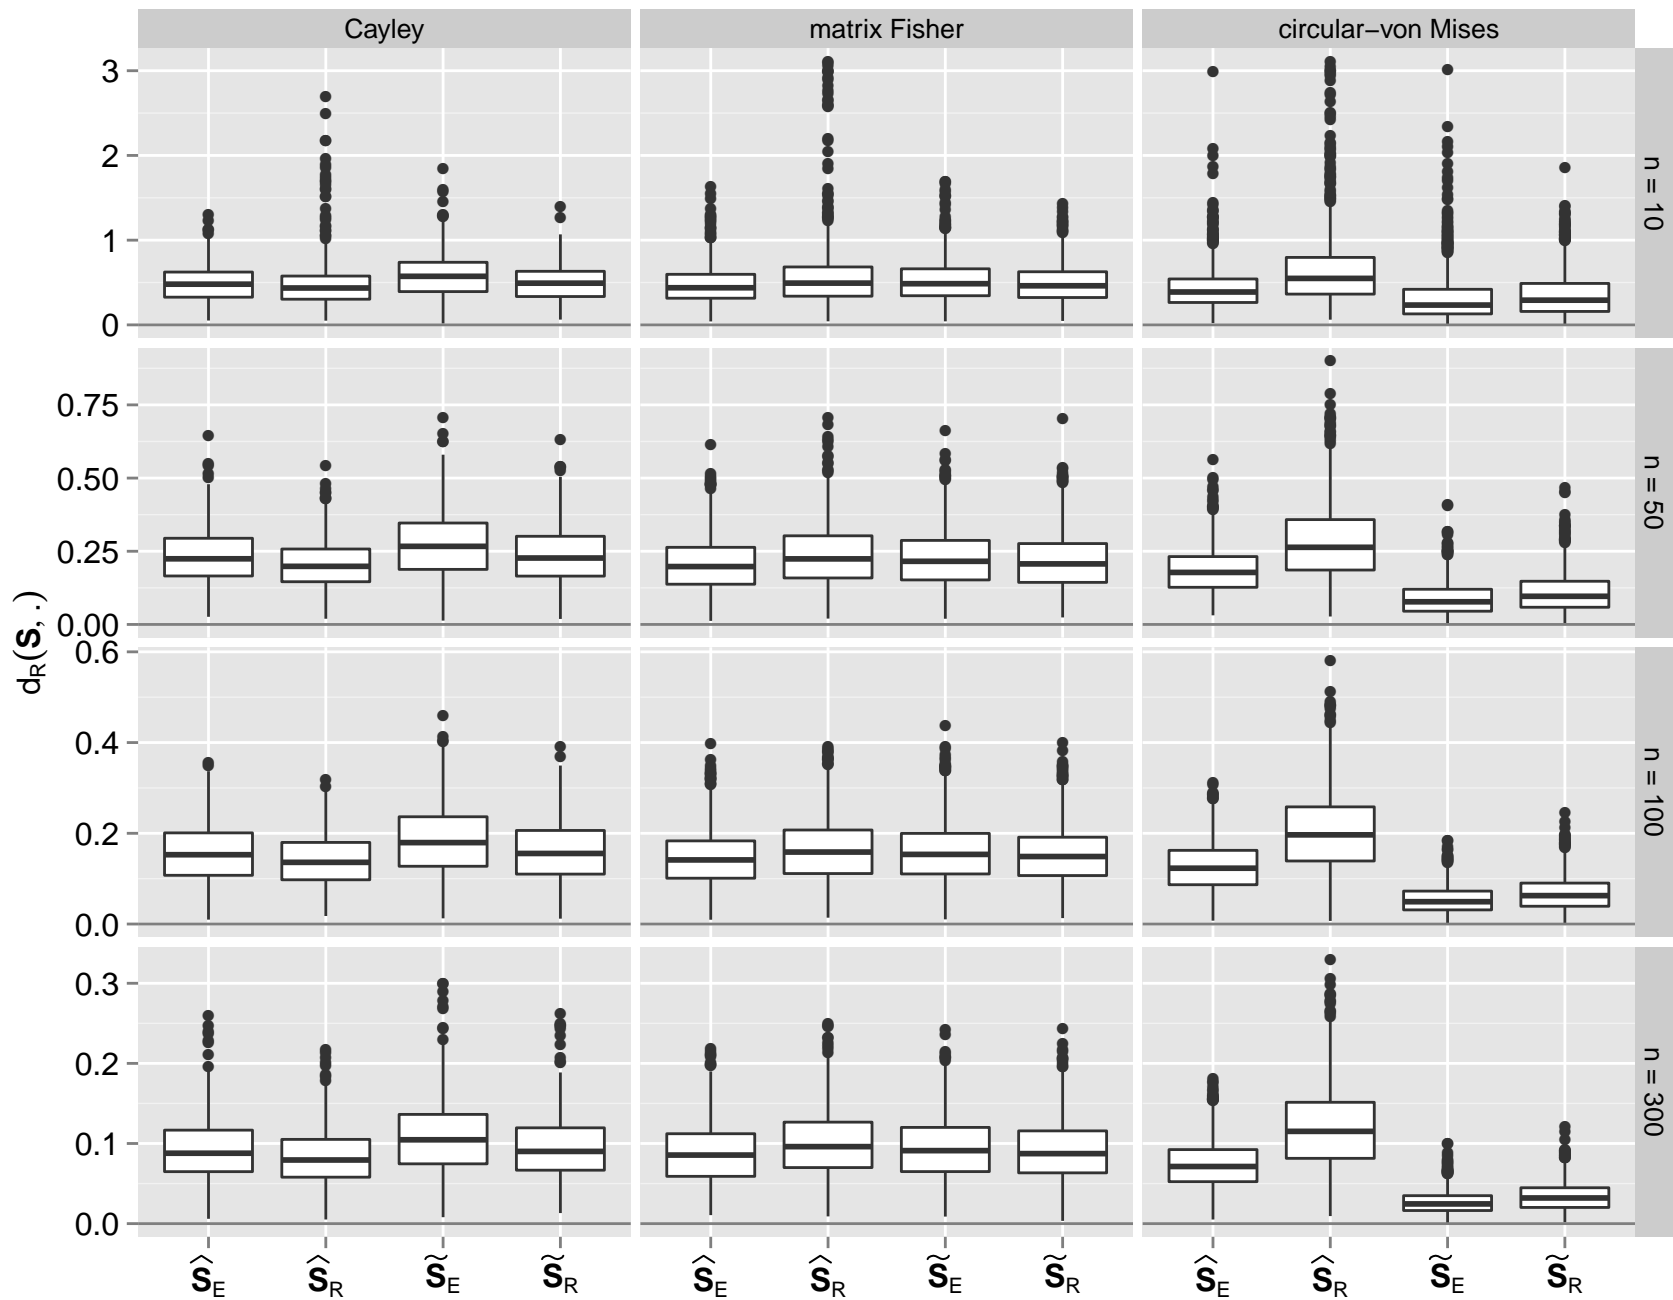 Cayley matrix Fisher circular−von Mises
3
2
1
0
n = 10
0.75
0.50
0.25
0.00
n = 50
d_R(S, .)
0.6
0.4
0.2
0.0
n = 100
0.3
0.2
0.1
0.0
n = 300
Ŝ_E Ŝ_R S̃_E S̃_R Ŝ_E Ŝ_R S̃_E S̃_R Ŝ_E Ŝ_R S̃_E S̃_R